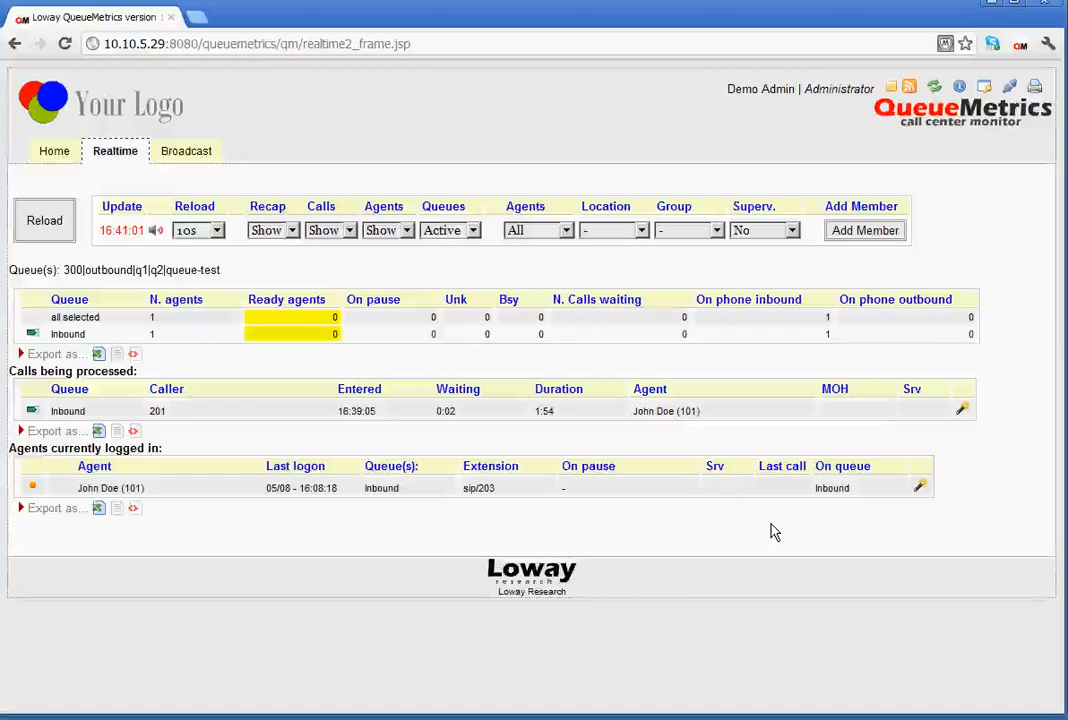 Loway QueueMetrics version
10.10.5.29:8080/queuemetrics/qm/realtime2_frame.jsp
Your Logo
Demo Admin | Administrator
QueueMetrics
call center monitor
Home Realtime Broadcast
Reload
Update Reload Recap Calls Agents Queues Agents Location Group Superv. Add Member
16:41:01 10s Show Show Show Active All - - No Add Member
Queue(s): 300|outbound|q1|q2|queue-test
Queue N. agents Ready agents On pause Unk Bsy N. Calls waiting On phone inbound On phone outbound
all selected 1 0 0 0 0 0 1 0
Inbound 1 0 0 0 0 0 1 0
Export as...
Calls being processed:
Queue Caller Entered Waiting Duration Agent MOH Srv
Inbound 201 16:39:05 0:02 1:54 John Doe (101)
Export as...
Agents currently logged in:
Agent Last logon Queue(s): Extension On pause Srv Last call On queue
John Doe (101) 05/08 - 16:08:18 Inbound sip/203 - Inbound
Export as...
Loway
research
Loway Research